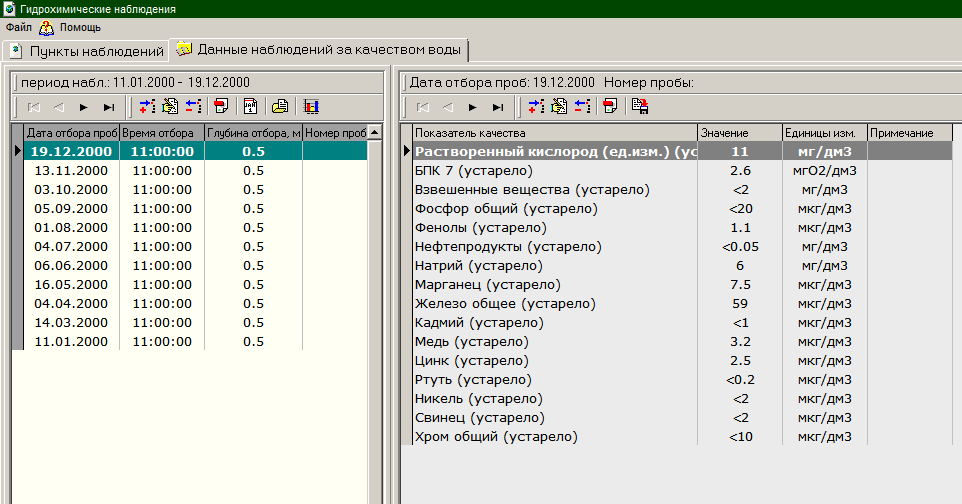 Гидрохимические наблюдения
Файл Помощь
Пункты наблюдений Данные наблюдений за качеством воды
период набл.: 11.01.2000 - 19.12.2000
Дата отбора проб Время отбора Глубина отбора, м Номер проб
19.12.2000 11:00:00 0.5
13.11.2000 11:00:00 0.5
03.10.2000 11:00:00 0.5
05.09.2000 11:00:00 0.5
01.08.2000 11:00:00 0.5
04.07.2000 11:00:00 0.5
06.06.2000 11:00:00 0.5
16.05.2000 11:00:00 0.5
04.04.2000 11:00:00 0.5
14.03.2000 11:00:00 0.5
11.01.2000 11:00:00 0.5
Дата отбора проб: 19.12.2000 Номер пробы:
Показатель качества Значение Единицы изм. Примечание
Растворенный кислород (ед.изм.) (ус 11 мг/дм3
БПК 7 (устарело) 2.6 мгО2/дм3
Взвешенные вещества (устарело) <2 мг/дм3
Фосфор общий (устарело) <20 мкг/дм3
Фенолы (устарело) 1.1 мкг/дм3
Нефтепродукты (устарело) <0.05 мг/дм3
Натрий (устарело) 6 мг/дм3
Марганец (устарело) 7.5 мкг/дм3
Железо общее (устарело) 59 мкг/дм3
Кадмий (устарело) <1 мкг/дм3
Медь (устарело) 3.2 мкг/дм3
Цинк (устарело) 2.5 мкг/дм3
Ртуть (устарело) <0.2 мкг/дм3
Никель (устарело) <2 мкг/дм3
Свинец (устарело) <2 мкг/дм3
Хром общий (устарело) <10 мкг/дм3